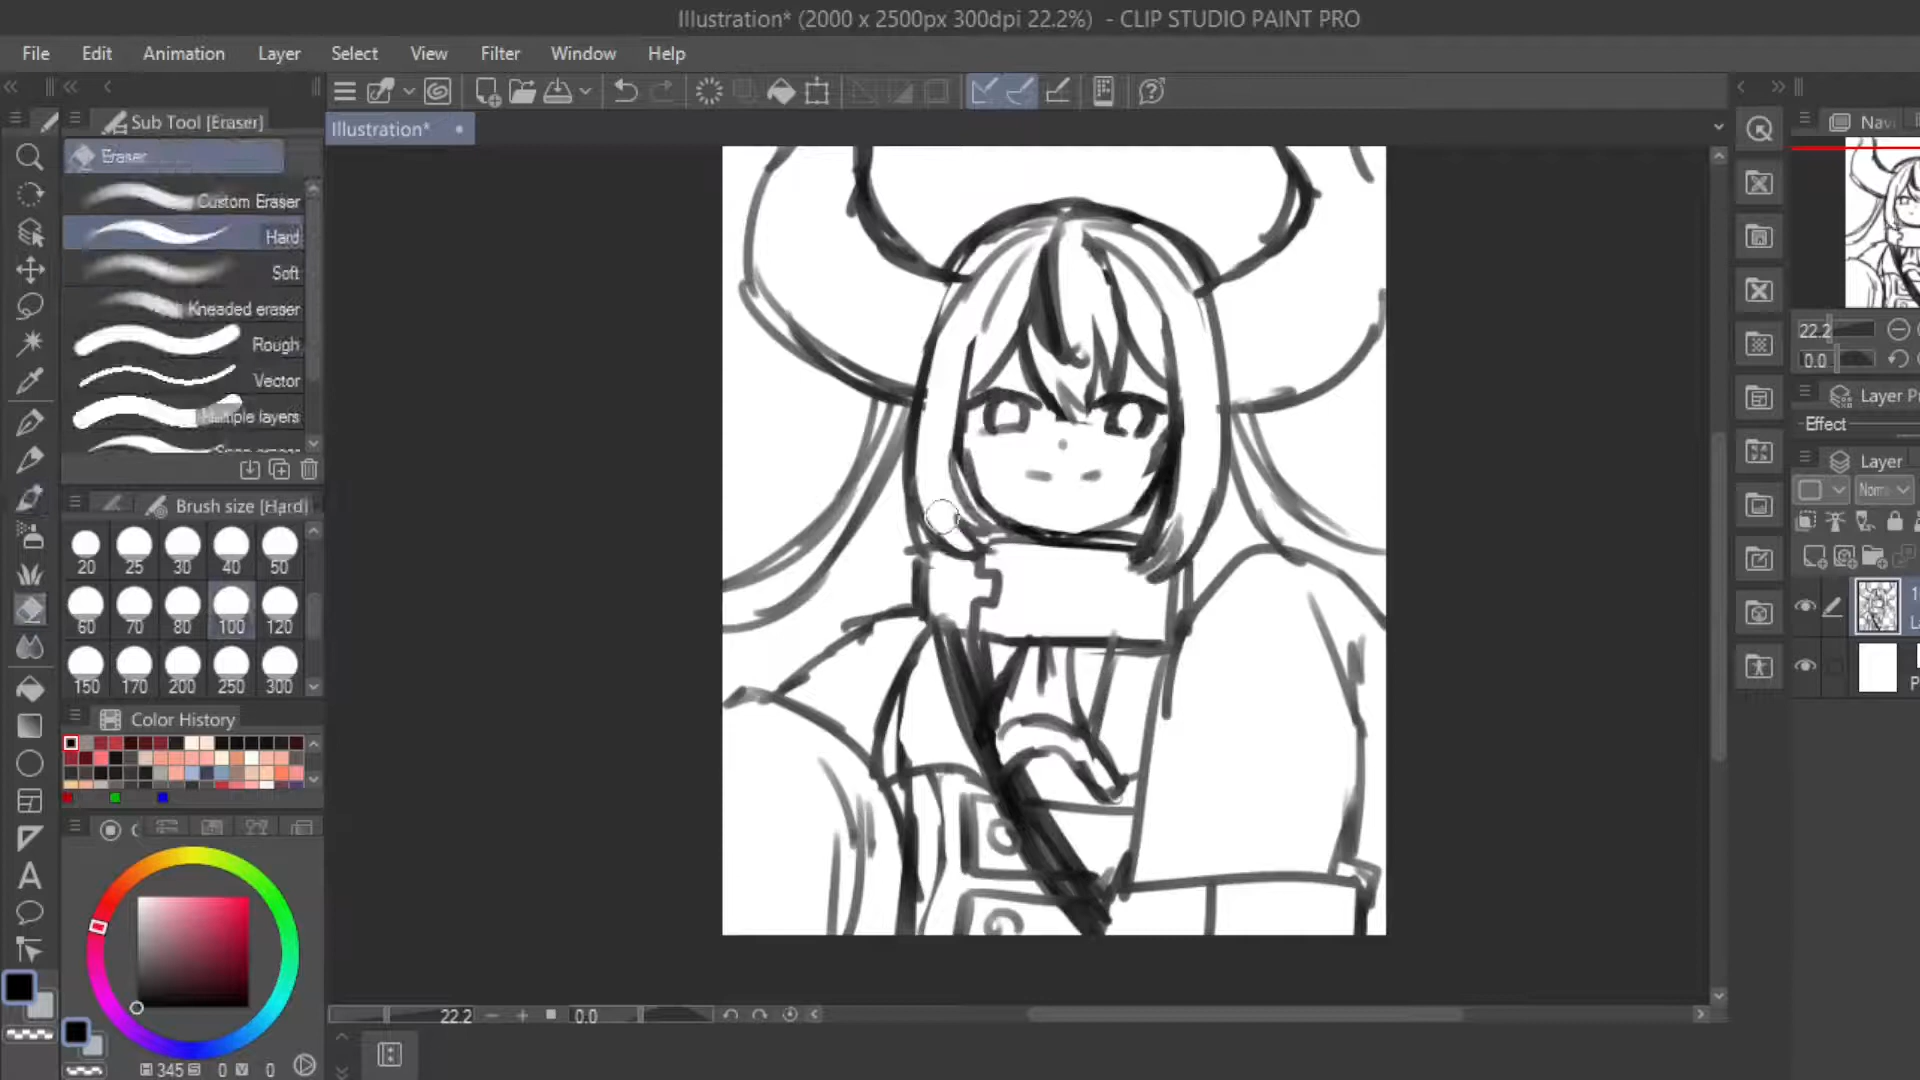 Illustration* (2000 x 2500px 300dpi 22.2%) - CLIP STUDIO PAINT PRO
File Edit Animation Layer Select View Filter Window Help
Sub Tool [Eraser]
Illustration*
Navi
Eraser
Custom Eraser
Hard
Soft
Kneaded eraser
Rough
Vector
Multiple layers
22.2
0.0
Layer Pr
Effect
Layer
Norm
Brush size [Hard]
20 25 30 40 50
60 70 80 100 120
150 170 200 250 300
Color History
22.2 0.0
H 345 S 0 V 0